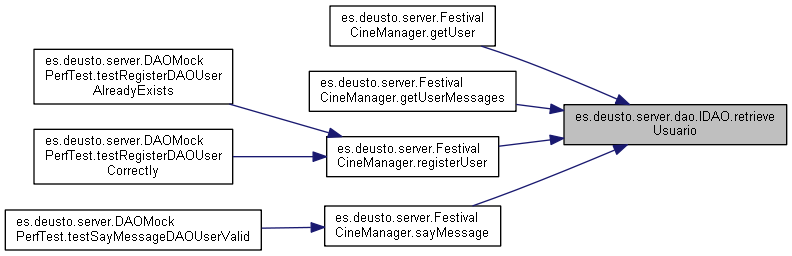 es.deusto.server.Festival
CineManager.getUser
es.deusto.server.DAOMock
PerfTest.testRegisterDAOUser
AlreadyExists
es.deusto.server.Festival
CineManager.getUserMessages
es.deusto.server.dao.IDAO.retrieve
Usuario
es.deusto.server.DAOMock
PerfTest.testRegisterDAOUser
Correctly
es.deusto.server.Festival
CineManager.registerUser
es.deusto.server.DAOMock
PerfTest.testSayMessageDAOUserValid
es.deusto.server.Festival
CineManager.sayMessage